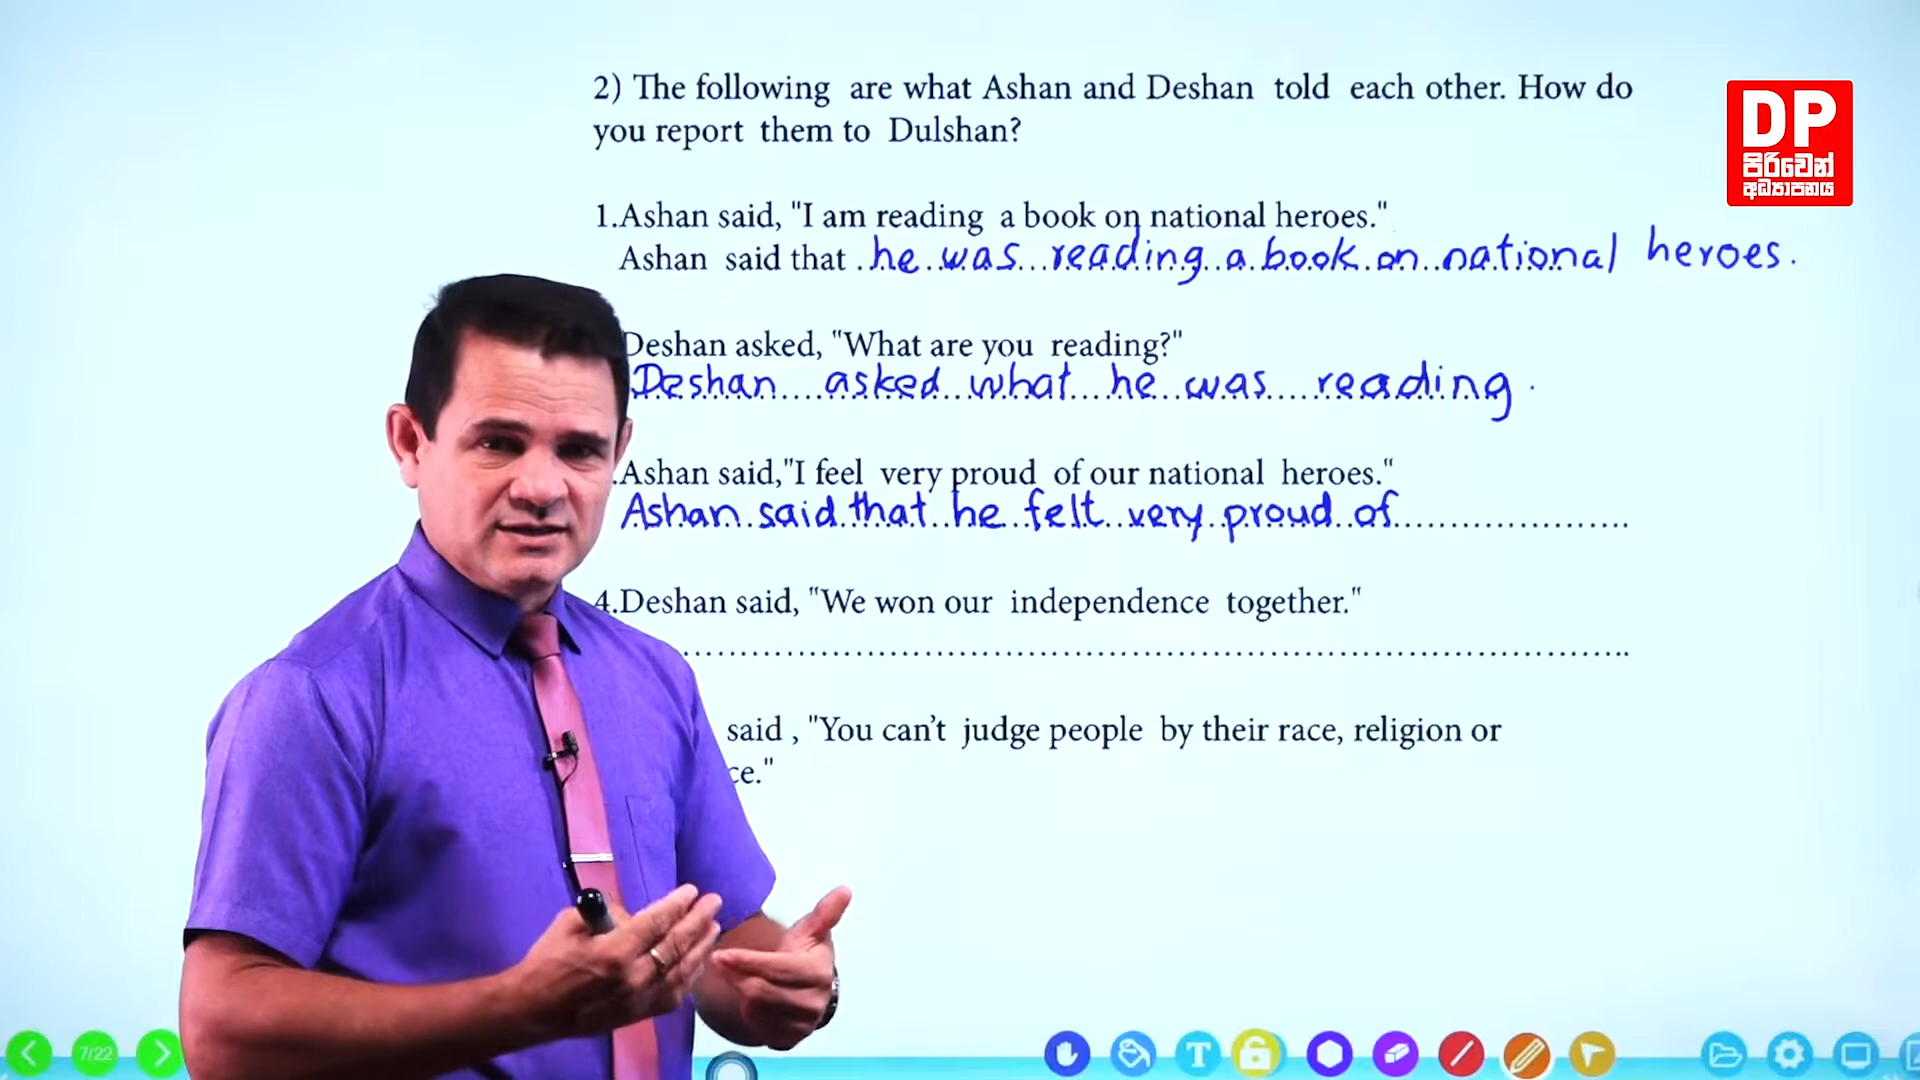 2) The following are what Ashan and Deshan told each other. How do
you report them to Dulshan?
DP
පිරිවෙන්
අධ්‍යාපනය
1.Ashan said, "I am reading a book on national heroes."
Ashan said that he was reading a book on national heroes.
Deshan asked, "What are you reading?"
Deshan asked what he was reading.
.Ashan said,"I feel very proud of our national heroes."
Ashan said that he felt very proud of
4.Deshan said, "We won our independence together."
said , "You can't judge people by their race, religion or
ce."
7/22